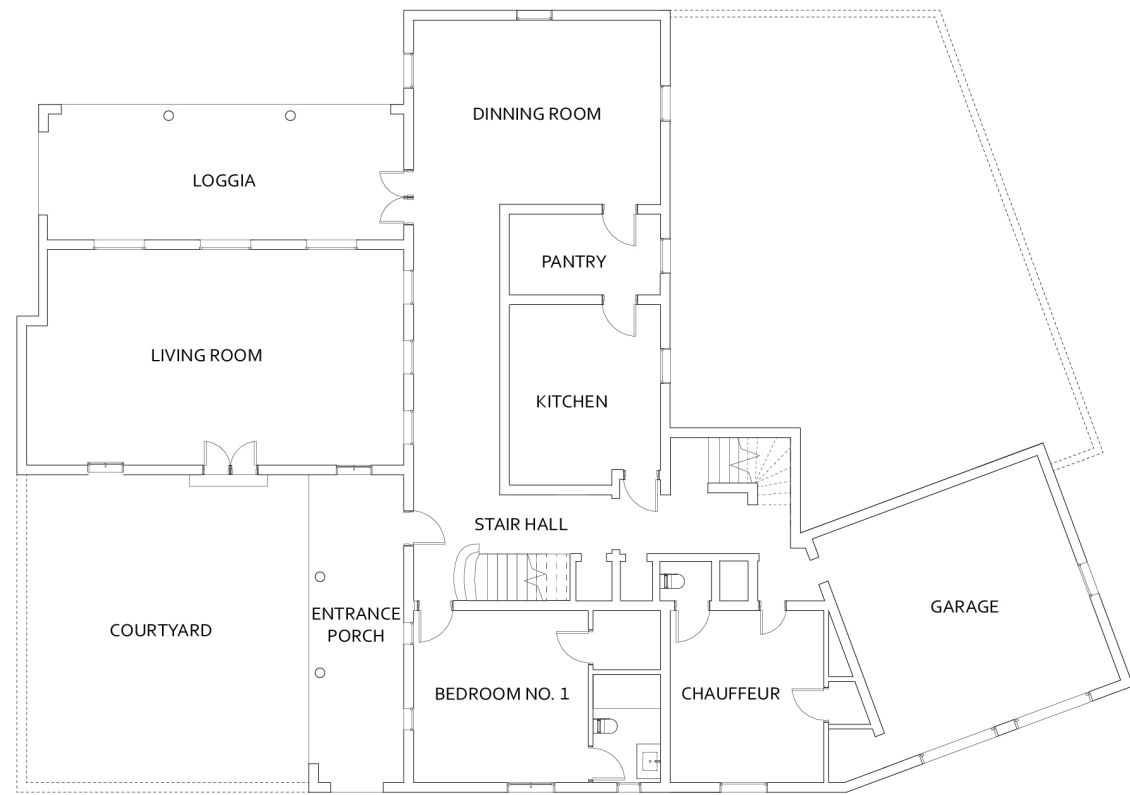 DINNING ROOM
LOGGIA
PANTRY
LIVING ROOM
KITCHEN
STAIR HALL
ENTRANCE
PORCH
COURTYARD
GARAGE
BEDROOM NO. 1
CHAUFFEUR